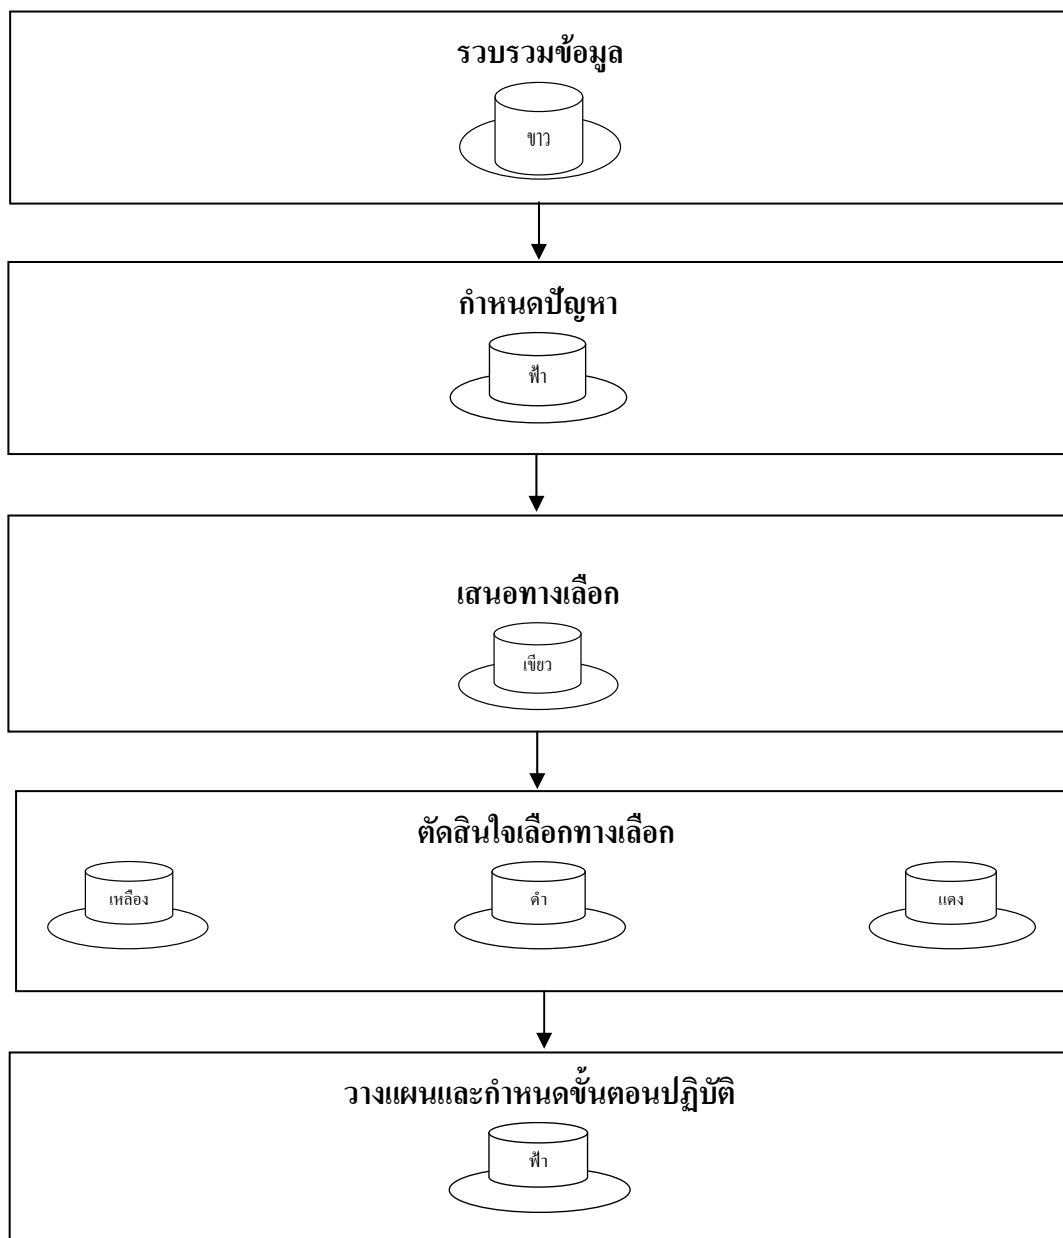 รวบรวมข้อมูล
ขาว
กำหนดปัญหา
ฟ้า
เสนอทางเลือก
เขียว
ตัดสินใจเลือกทางเลือก
เหลือง ดำ แดง
วางแผนและกำหนดขั้นตอนปฏิบัติ
ฟ้า